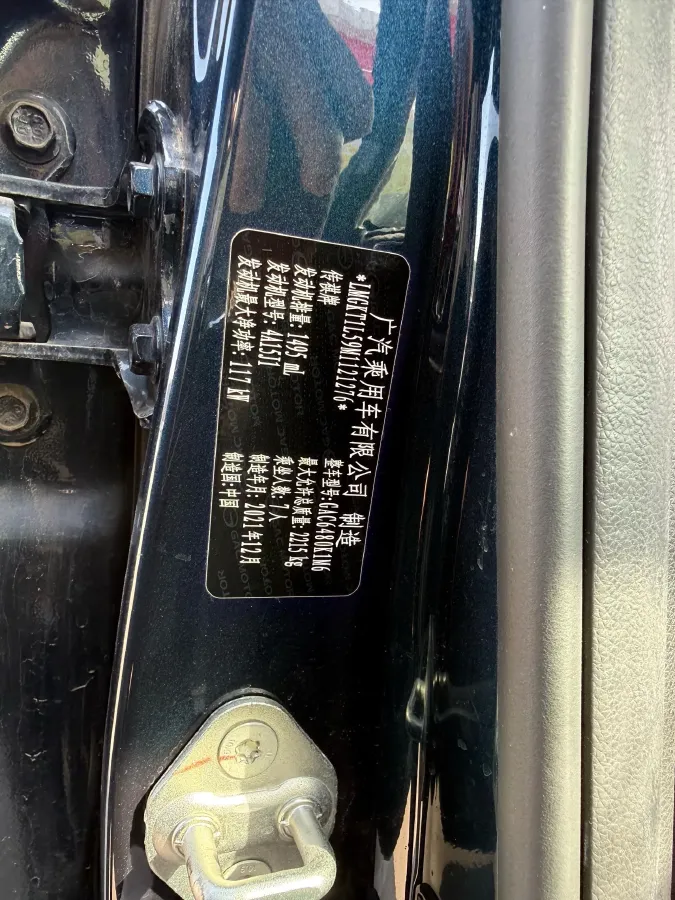 广汽乘用车有限公司 制造
*LMGKT1L59M1121276*
传祺牌 整车型号:GAC6480K1M6
发动机排量: 1495 ml 最大允许总质量: 2215 kg
发动机型号: 4A15J1 乘坐人数: 7人
发动机最大净功率: 117 kW 制造年月: 2021年12月
制造国: 中国